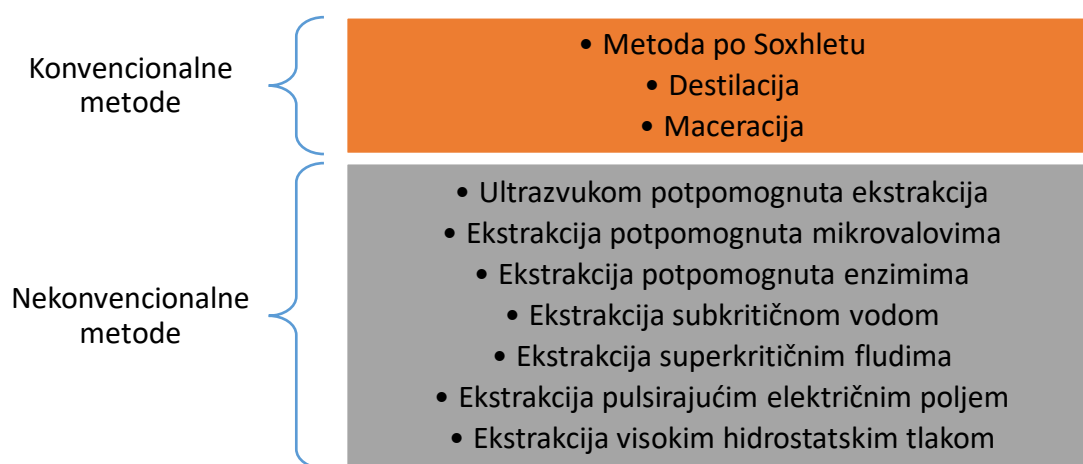 Konvencionalne
metode
• Metoda po Soxhletu
• Destilacija
• Maceracija
Nekonvencionalne
metode
• Ultrazvukom potpomognuta ekstrakcija
• Ekstrakcija potpomognuta mikrovalovima
• Ekstrakcija potpomognuta enzimima
• Ekstrakcija subkritičnom vodom
• Ekstrakcija superkritičnim fludima
• Ekstrakcija pulsirajućim električnim poljem
• Ekstrakcija visokim hidrostatskim tlakom